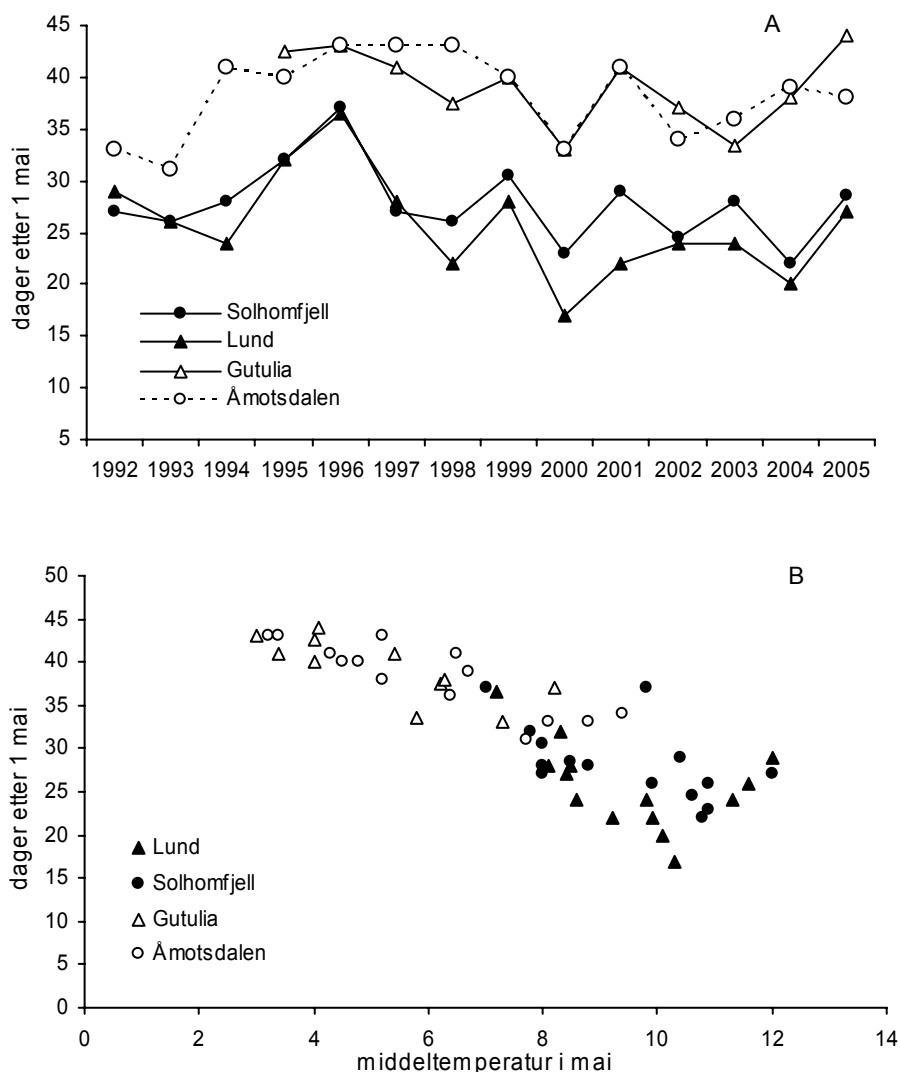 A
45
40
35
30
25
20
15
10
5
dager etter 1 mai
Solhomfjell
Lund
Gutulia
Åmotsdalen
1992 1993 1994 1995 1996 1997 1998 1999 2000 2001 2002 2003 2004 2005
B
50
45
40
35
30
25
20
15
10
5
0
dager etter 1 mai
Lund
Solhomfjell
Gutulia
Åmotsdalen
0 2 4 6 8 10 12 14
middeltemperatur i mai